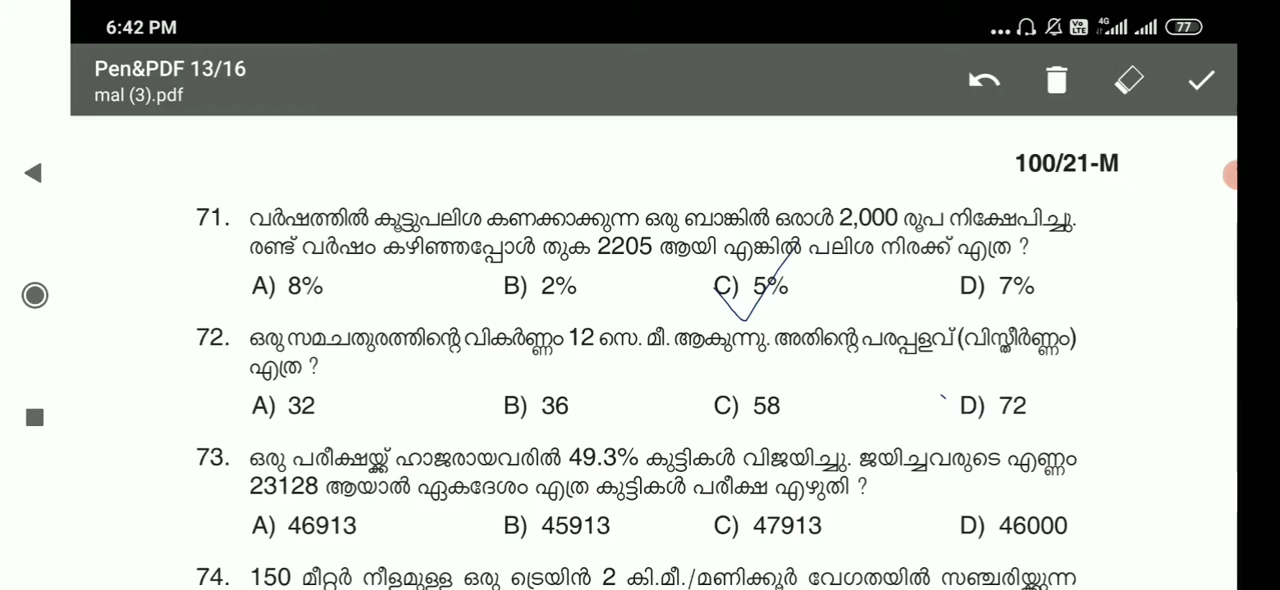 6:42 PM
4G
Vo LTE
77
Pen&PDF 13/16
mal (3).pdf
100/21-M
71. വർഷത്തിൽ കൂട്ടുപലിശ കണക്കാക്കുന്ന ഒരു ബാങ്കിൽ ഒരാൾ 2,000 രൂപ നിക്ഷേപിച്ചു.
രണ്ട് വർഷം കഴിഞ്ഞപ്പോൾ തുക 2205 ആയി എങ്കിൽ പലിശ നിരക്ക് എത്ര ?
A) 8% B) 2% C) 5% D) 7%
72. ഒരു സമചതുരത്തിന്റെ വികർണ്ണം 12 സെ. മീ. ആകുന്നു. അതിന്റെ പരപ്പളവ് (വിസ്തീർണ്ണം)
എത്ര ?
A) 32 B) 36 C) 58 D) 72
73. ഒരു പരീക്ഷയ്ക്ക് ഹാജരായവരിൽ 49.3% കുട്ടികൾ വിജയിച്ചു. ജയിച്ചവരുടെ എണ്ണം
23128 ആയാൽ ഏകദേശം എത്ര കുട്ടികൾ പരീക്ഷ എഴുതി ?
A) 46913 B) 45913 C) 47913 D) 46000
74. 150 മീറ്റർ നീളമുള്ള ഒരു ട്രെയിൻ 2 കി.മീ./മണിക്കൂർ വേഗതയിൽ സഞ്ചരിയ്ക്കുന്ന